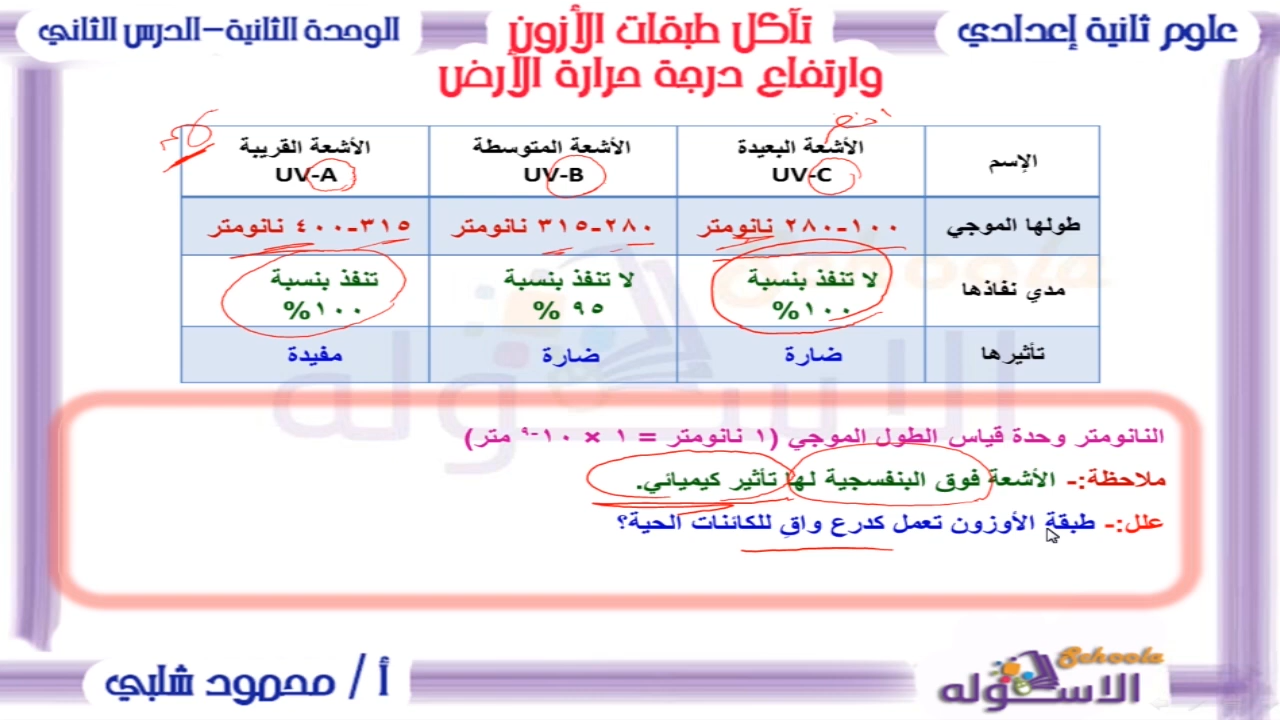 علوم ثانية إعدادي
تآكل طبقات الأزون
وارتفاع درجة حرارة الأرض
الوحدة الثانية-الدرس الثاني
الإسم
الأشعة البعيدة
UV-C
الأشعة المتوسطة
UV-B
الأشعة القريبة
UV-A
طولها الموجي
١٠٠-٢٨٠ نانومتر
٢٨٠-٣١٥ نانومتر
٣١٥-٤٠٠ نانومتر
مدي نفاذها
لا تنفذ بنسبة
١٠٠%
لا تنفذ بنسبة
٩٥ %
تنفذ بنسبة
١٠٠%
تأثيرها
ضارة
ضارة
مفيدة
النانومتر وحدة قياس الطول الموجي (١ نانومتر = ١ × ١٠-٩ متر)
ملاحظة:- الأشعة فوق البنفسجية لها تأثير كيميائي.
علل:- طبقة الأوزون تعمل كدرع واقِ للكائنات الحية؟
أ / محمود شلبي
Schoola
الاسكوله